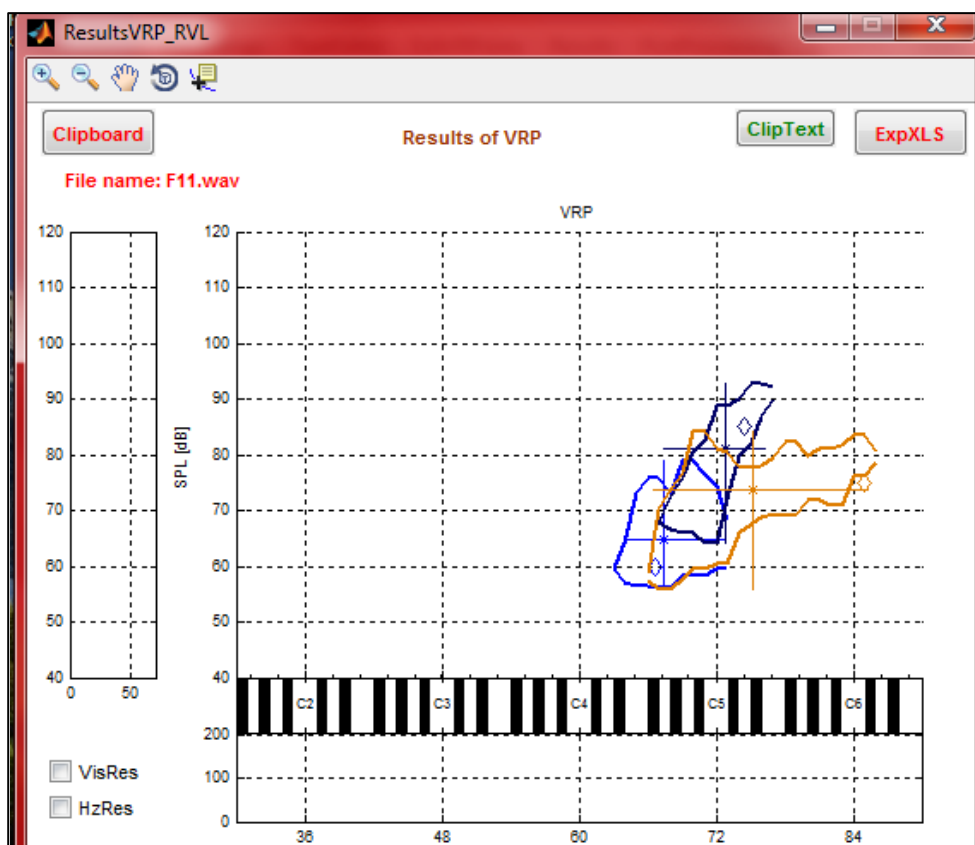 ResultsVRP_RVL
Clipboard
Results of VRP
ClipText
ExpXLS
File name: F11.wav
VRP
120
110
100
90
80
70
60
50
40
0 50
SPL [dB]
120
110
100
90
80
70
60
50
40
C2 C3 C4 C5 C6
200
100
0
36 48 60 72 84
VisRes
HzRes